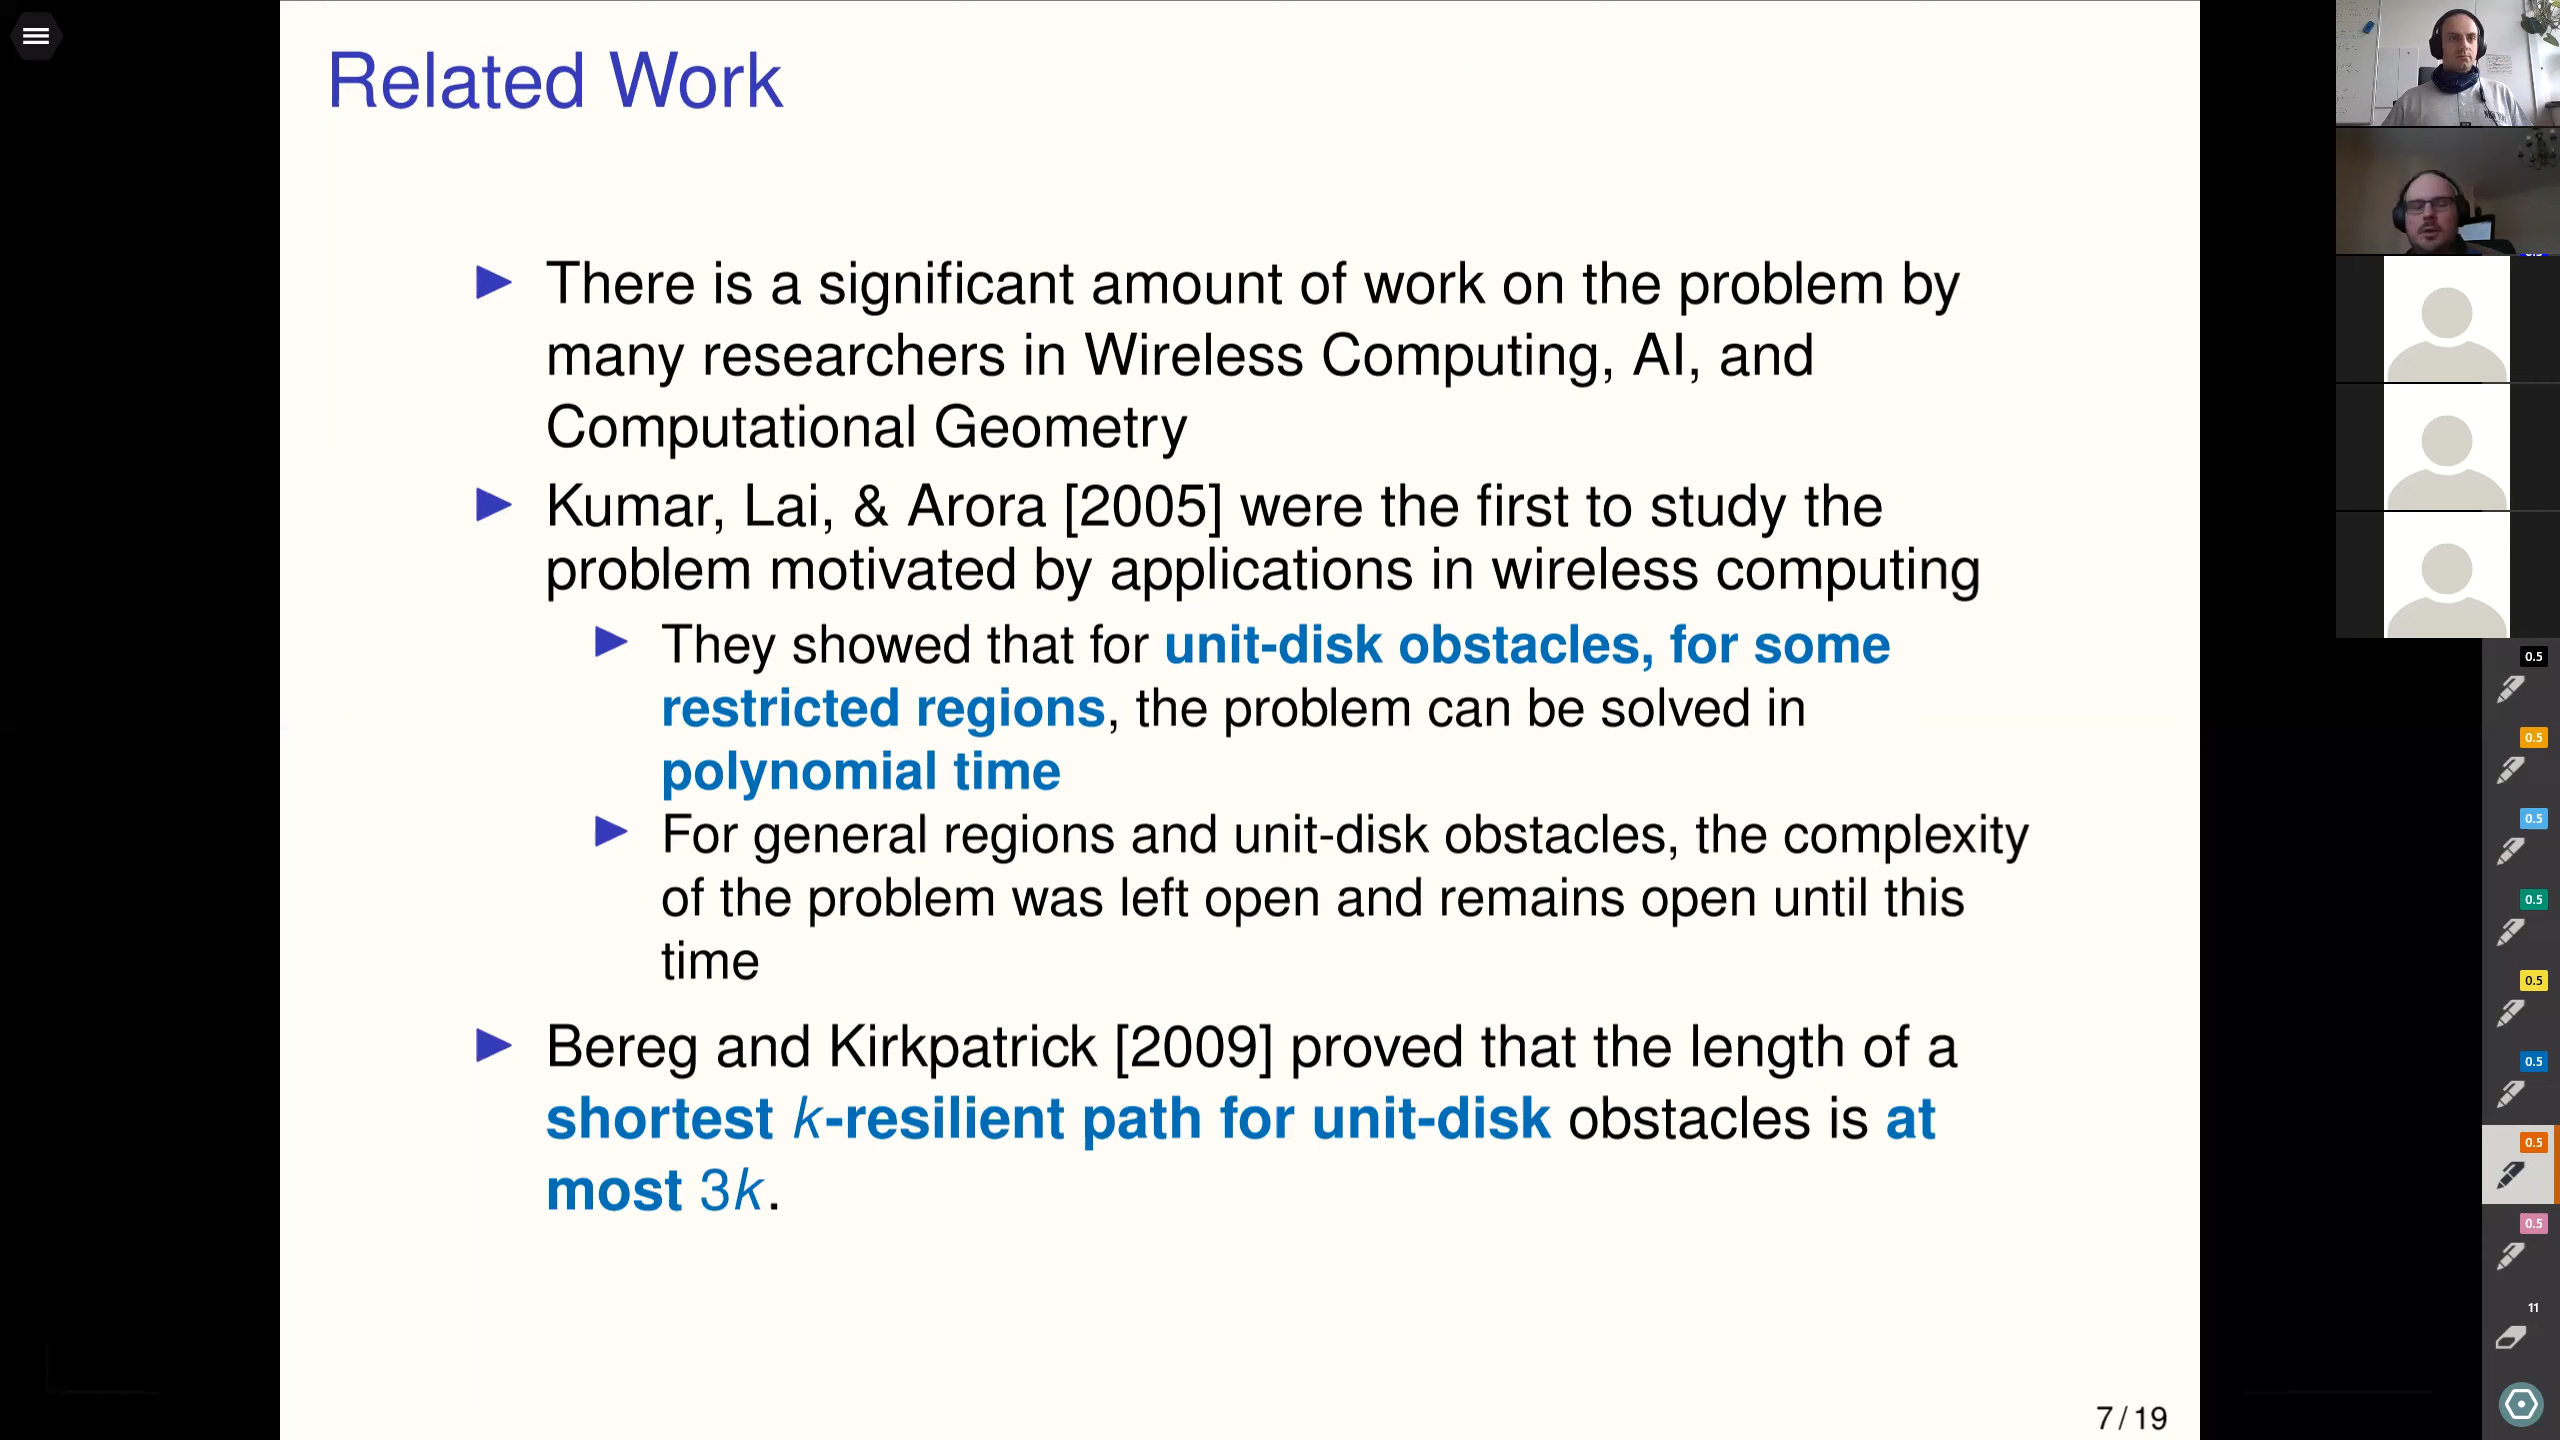 Related Work
There is a significant amount of work on the problem by
many researchers in Wireless Computing, AI, and
Computational Geometry
Kumar, Lai, & Arora [2005] were the first to study the
problem motivated by applications in wireless computing
They showed that for unit-disk obstacles, for some
restricted regions, the problem can be solved in
polynomial time
For general regions and unit-disk obstacles, the complexity
of the problem was left open and remains open until this
time
Bereg and Kirkpatrick [2009] proved that the length of a
shortest k-resilient path for unit-disk obstacles is at
most 3k.
7 / 19
0.5
0.5
0.5
0.5
0.5
0.5
0.5
0.5
11